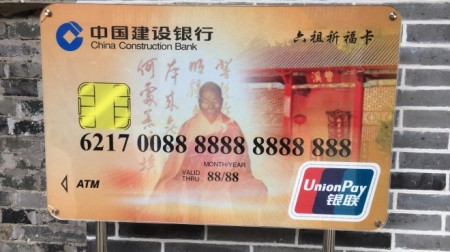 中国建设银行
China Construction Bank
六祖祈福卡
6217 0088 8888 8888 888
MONTH/YEAR
VALID THRU 88/88
ATM
UnionPay
银联